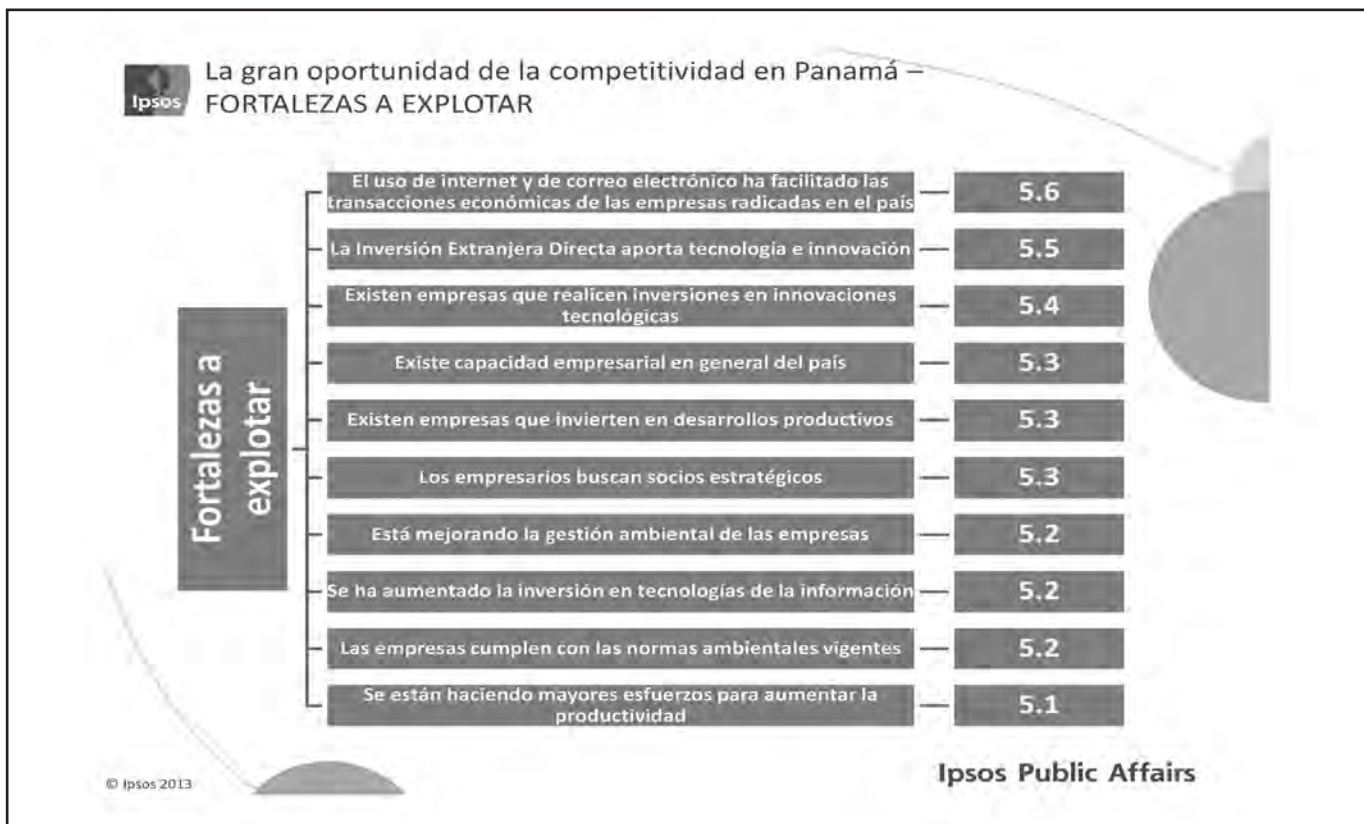 Ipsos
La gran oportunidad de la competitividad en Panamá –
FORTALEZAS A EXPLOTAR
Fortalezas a
explotar
El uso de internet y de correo electrónico ha facilitado las
transacciones económicas de las empresas radicadas en el país
5.6
La Inversión Extranjera Directa aporta tecnología e innovación
5.5
Existen empresas que realicen inversiones en innovaciones
tecnológicas
5.4
Existe capacidad empresarial en general del país
5.3
Existen empresas que invierten en desarrollos productivos
5.3
Los empresarios buscan socios estratégicos
5.3
Está mejorando la gestión ambiental de las empresas
5.2
Se ha aumentado la inversión en tecnologías de la información
5.2
Las empresas cumplen con las normas ambientales vigentes
5.2
Se están haciendo mayores esfuerzos para aumentar la
productividad
5.1
© Ipsos 2013
Ipsos Public Affairs